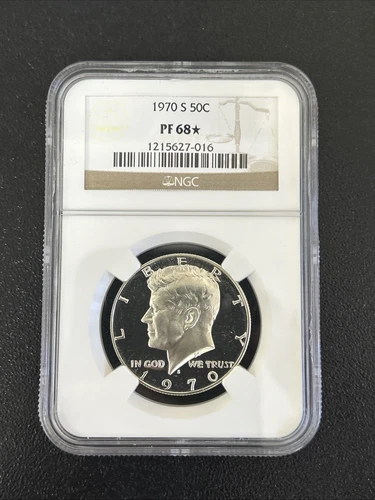 1970 S 50C
PF 68★
1215627-016
NGC
LIBERTY
IN GOD WE TRUST
S
1970